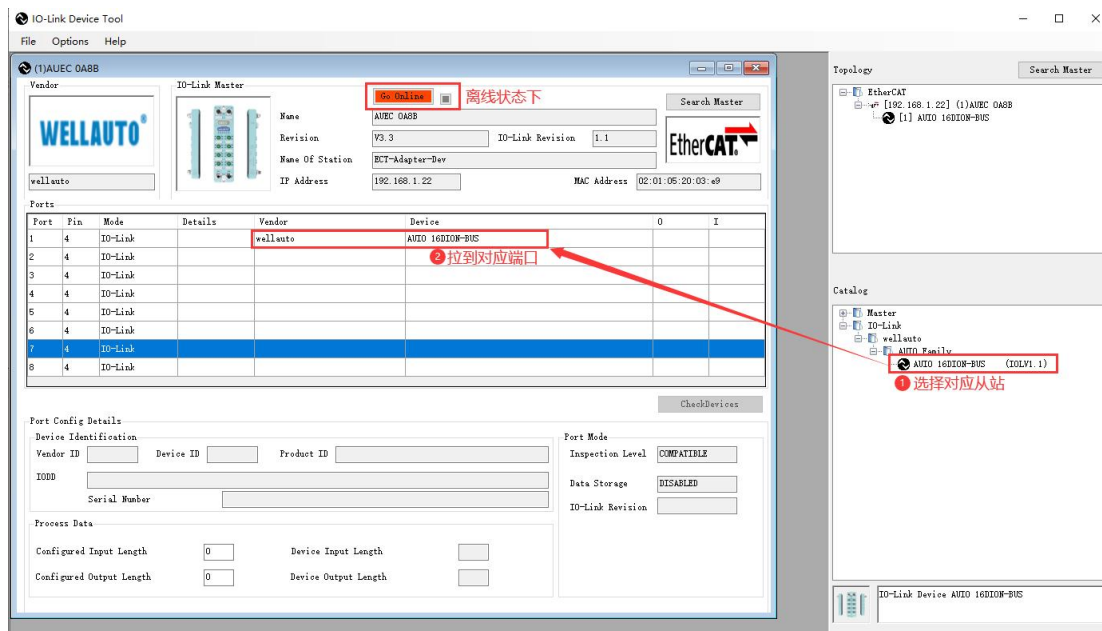 IO-Link Device Tool
File Options Help
(1)AUEC 0A8B
Vendor
WELLAUTO®
wellauto
IO-Link Master
Go Online 离线状态下
Search Master
Name AUEC 0A8B
Revision V3.3 IO-Link Revision 1.1
Name Of Station ECT-Adapter-Dev
IP Address 192.168.1.22 MAC Address 02:01:05:20:03:e9
EtherCAT.
Ports
Port Pin Mode Details Vendor Device O I
1 4 IO-Link wellauto AUIO 16DION-BUS
2 4 IO-Link
3 4 IO-Link
4 4 IO-Link
5 4 IO-Link
6 4 IO-Link
7 4 IO-Link
8 4 IO-Link
2 拉到对应端口
CheckDevices
Port Config Details
Device Identification
Vendor ID Device ID Product ID
IODD
Serial Number
Port Mode
Inspection Level COMPATIBLE
Data Storage DISABLED
IO-Link Revision
Process Data
Configured Input Length 0 Device Input Length
Configured Output Length 0 Device Output Length
Topology Search Master
EtherCAT
[192.168.1.22] (1)AUEC 0A8B
[1] AUIO 16DION-BUS
Catalog
Master
IO-Link
wellauto
AUIO Family
AUIO 16DION-BUS (IOLV1.1)
1 选择对应从站
IO-Link Device AUIO 16DION-BUS